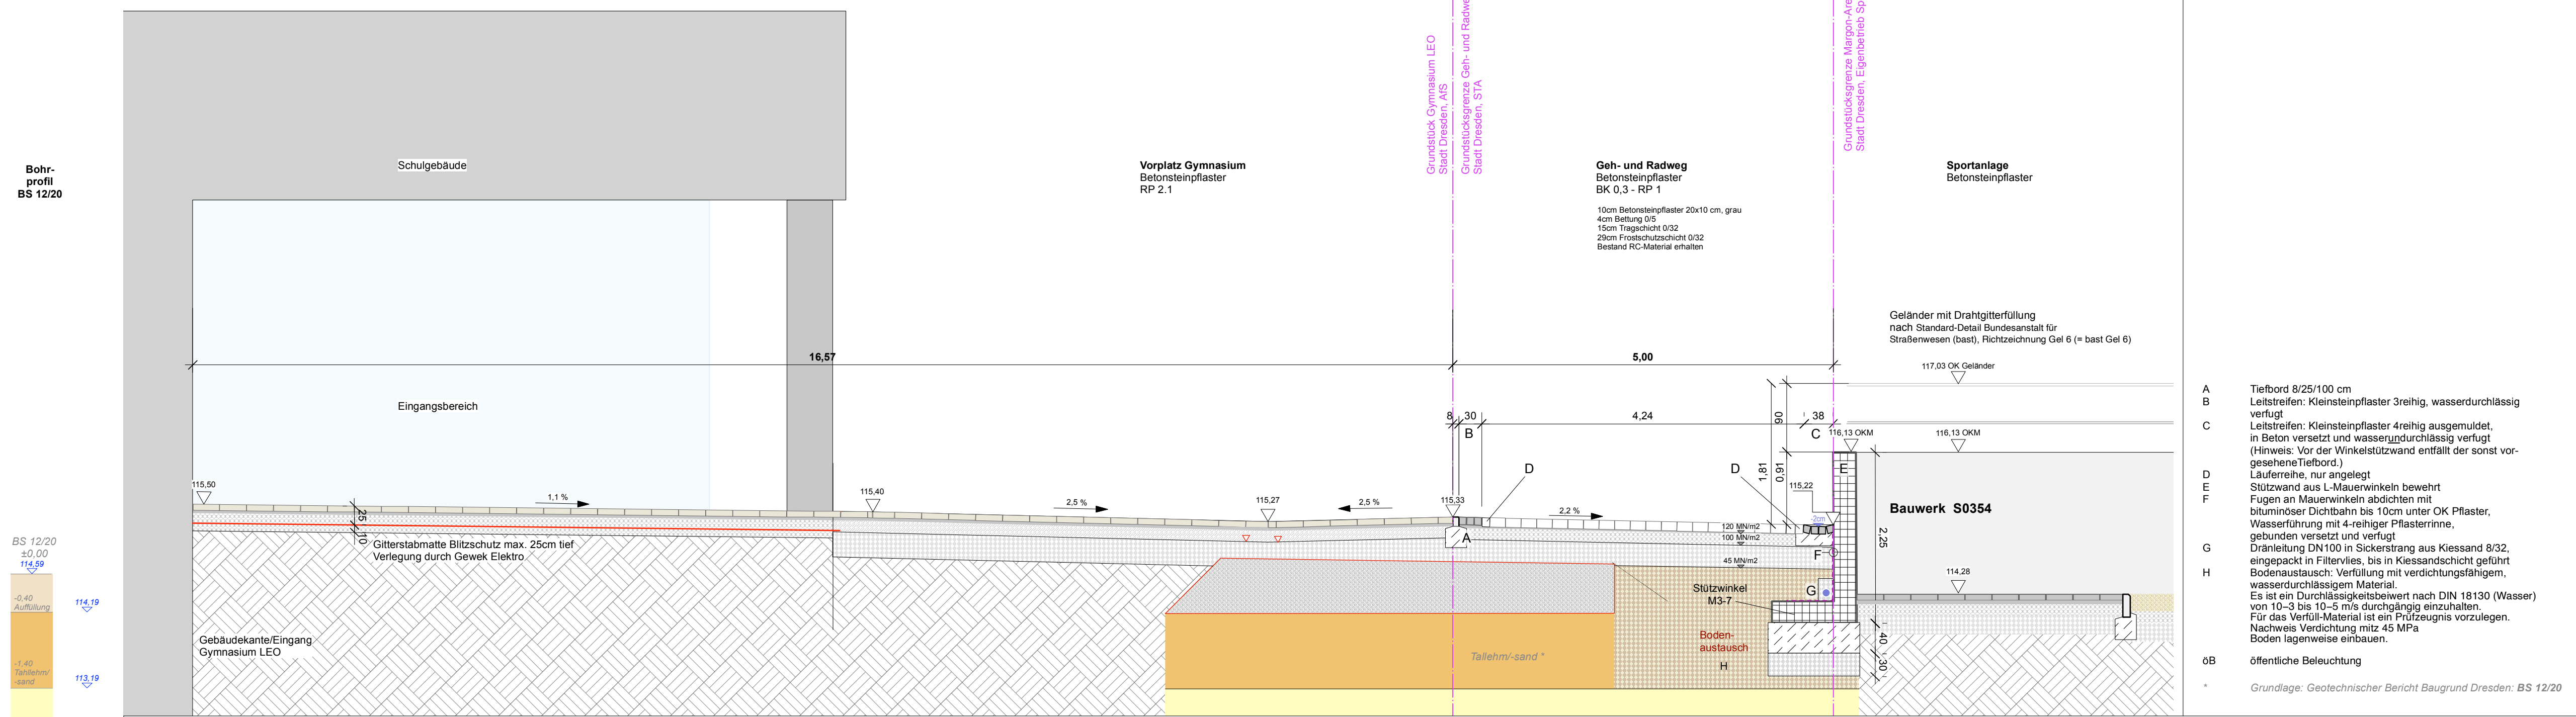 Bohr-
profil
BS 12/20
BS 12/20
±0,00
114,59
-0,40
Auffüllung
114,19
-1,40
Tahllehm/
-sand
113,19
Schulgebäude
Eingangsbereich
16,57
115,50
1,1 %
25
10
Gitterstabmatte Blitzschutz max. 25cm tief
Verlegung durch Gewek Elektro
Gebäudekante/Eingang
Gymnasium LEO
115,40
Vorplatz Gymnasium
Betonsteinpflaster
RP 2.1
2,5 %
115,27
2,5 %
115,33
Grundstück Gymnasium LEO
Stadt Dresden, AfS
Grundstücksgrenze Geh- und Radwe
Stadt Dresden, STA
Geh- und Radweg
Betonsteinpflaster
BK 0,3 - RP 1
10cm Betonsteinpflaster 20x10 cm, grau
4cm Bettung 0/5
15cm Tragschicht 0/32
29cm Frostschutzschicht 0/32
Bestand RC-Material erhalten
5,00
8
30
4,24
38
B
C
D
D
E
A
F
G
H
2,2 %
120 MN/m2
100 MN/m2
45 MN/m2
1,81
90
0,91
115,22
-2cm
Stützwinkel
M3-7
Boden-
austausch
Tallehm/-sand *
Grundstücksgrenze Margon-Are
Stadt Dresden, Eigenbetrieb Sp
Sportanlage
Betonsteinpflaster
Geländer mit Drahtgitterfüllung
nach Standard-Detail Bundesanstalt für
Straßenwesen (bast), Richtzeichnung Gel 6 (= bast Gel 6)
117,03 OK Geländer
116,13 OKM
116,13 OKM
Bauwerk S0354
2,25
114,28
40
30
A Tiefbord 8/25/100 cm
B Leitstreifen: Kleinsteinpflaster 3reihig, wasserdurchlässig
verfugt
C Leitstreifen: Kleinsteinpflaster 4reihig ausgemuldet,
in Beton versetzt und wasserundurchlässig verfugt
(Hinweis: Vor der Winkelstützwand entfällt der sonst vor-
geseheneTiefbord.)
D Läuferreihe, nur angelegt
E Stützwand aus L-Mauerwinkeln bewehrt
F Fugen an Mauerwinkeln abdichten mit
bituminöser Dichtbahn bis 10cm unter OK Pflaster,
Wasserführung mit 4-reihiger Pflasterrinne,
gebunden versetzt und verfugt
G Dränleitung DN100 in Sickerstrang aus Kiessand 8/32,
eingepackt in Filtervlies, bis in Kiessandschicht geführt
H Bodenaustausch: Verfüllung mit verdichtungsfähigem,
wasserdurchlässigem Material.
Es ist ein Durchlässigkeitsbeiwert nach DIN 18130 (Wasser)
von 10–3 bis 10–5 m/s durchgängig einzuhalten.
Für das Verfüll-Material ist ein Prüfzeugnis vorzulegen.
Nachweis Verdichtung mitz 45 MPa
Boden lagenweise einbauen.
öB öffentliche Beleuchtung
* Grundlage: Geotechnischer Bericht Baugrund Dresden: BS 12/20